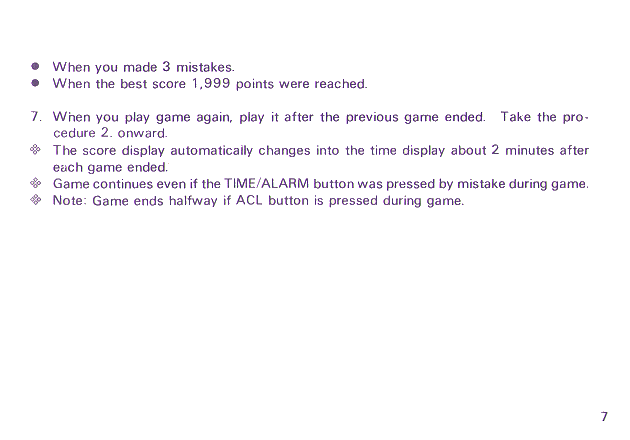 ● When you made 3 mistakes.
● When the best score 1,999 points were reached.
7. When you play game again, play it after the previous game ended. Take the pro-
cedure 2. onward.
❖ The score display automatically changes into the time display about 2 minutes after
each game ended.
❖ Game continues even if the TIME/ALARM button was pressed by mistake during game.
❖ Note: Game ends halfway if ACL button is pressed during game.
7